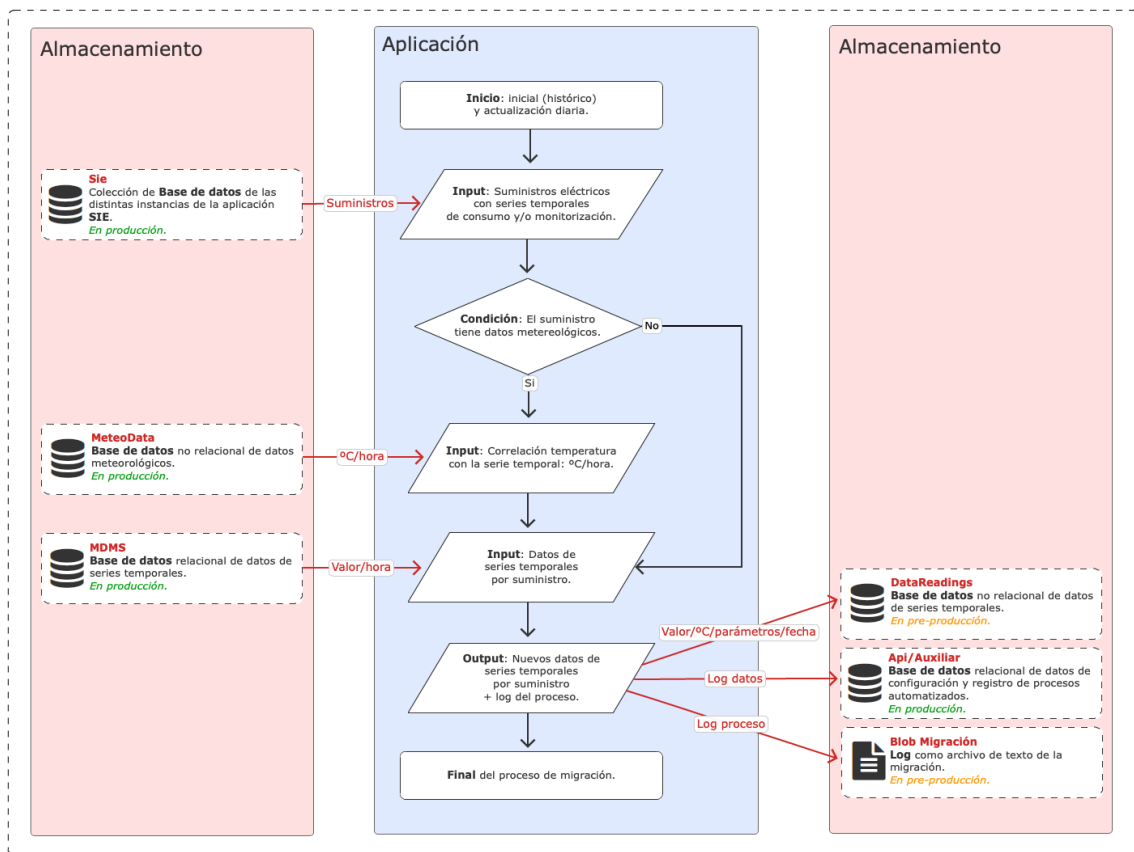 Almacenamiento
Sie
Colección de Base de datos de las
distintas instancias de la aplicación
SIE.
En producción.
MeteoData
Base de datos no relacional de datos
meteorológicos.
En producción.
MDMS
Base de datos relacional de datos de
series temporales.
En producción.
Suministros
ºC/hora
Valor/hora
Aplicación
Inicio: inicial (histórico)
y actualización diaria.
Input: Suministros eléctricos
con series temporales
de consumo y/o monitorización.
Condición: El suministro
tiene datos metereológicos.
No
Si
Input: Correlación temperatura
con la serie temporal: ºC/hora.
Input: Datos de
series temporales
por suministro.
Output: Nuevos datos de
series temporales
por suministro
+ log del proceso.
Final del proceso de migración.
Valor/ºC/parámetros/fecha
Log datos
Log proceso
Almacenamiento
DataReadings
Base de datos no relacional de datos
de series temporales.
En pre-producción.
Api/Auxiliar
Base de datos relacional de datos de
configuración y registro de procesos
automatizados.
En producción.
Blob Migración
Log como archivo de texto de la
migración.
En pre-producción.